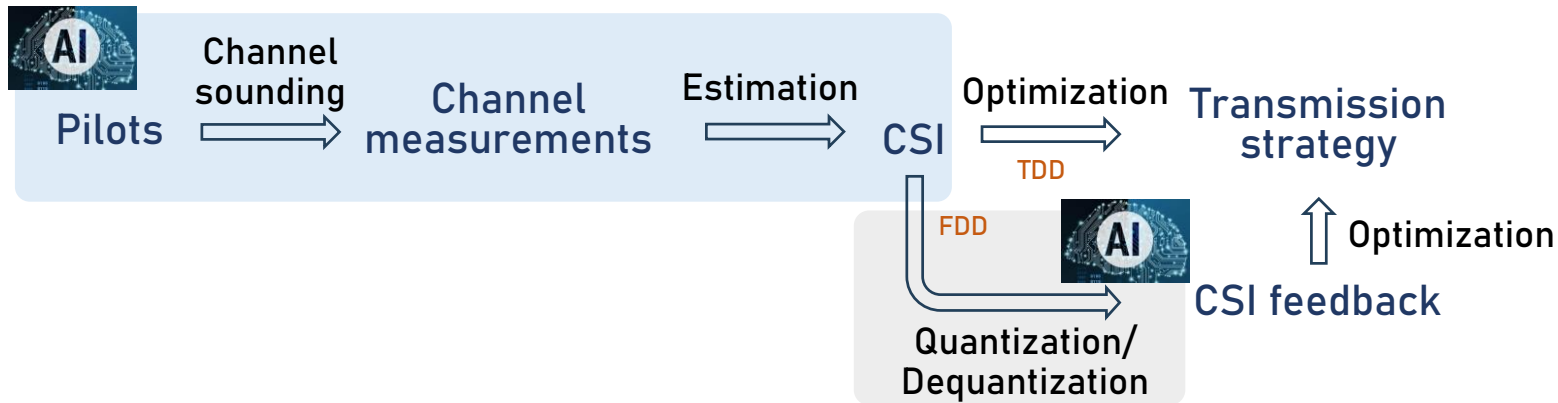 AI
Pilots
Channel
sounding
Channel
measurements
Estimation
CSI
Optimization
TDD
Transmission
strategy
FDD
AI
Optimization
CSI feedback
Quantization/
Dequantization